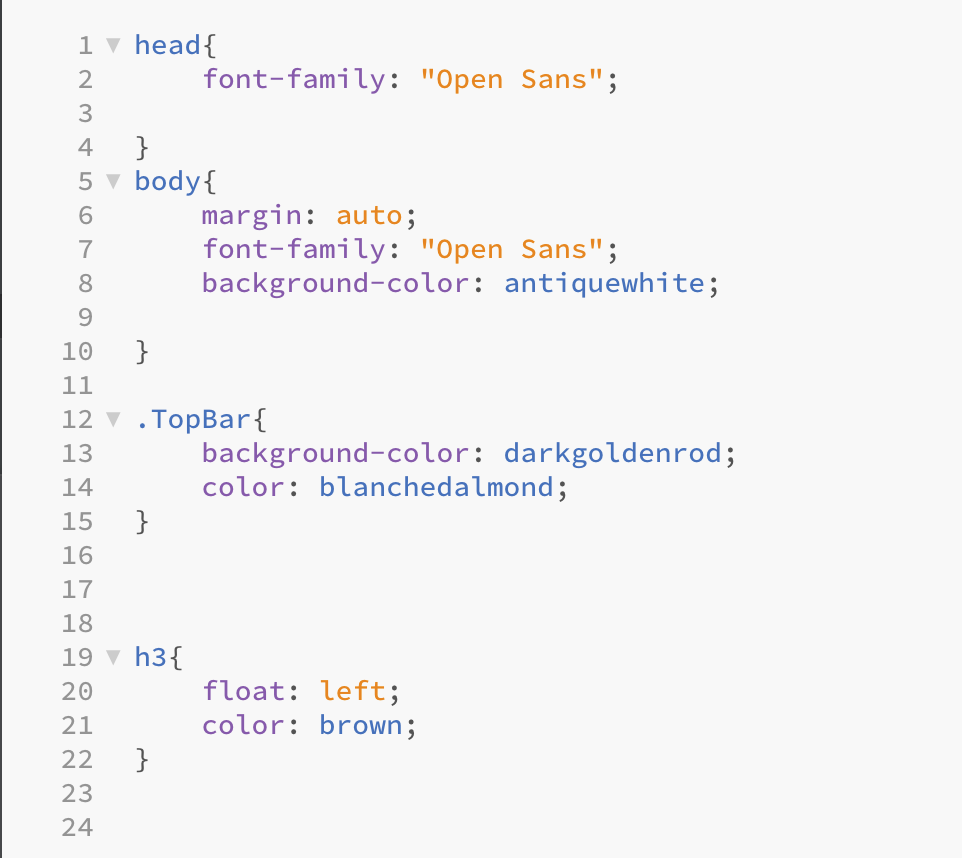 1 ▼ head{
2 font-family: "Open Sans";
3
4 }
5 ▼ body{
6 margin: auto;
7 font-family: "Open Sans";
8 background-color: antiquewhite;
9
10 }
11
12 ▼ .TopBar{
13 background-color: darkgoldenrod;
14 color: blanchedalmond;
15 }
16
17
18
19 ▼ h3{
20 float: left;
21 color: brown;
22 }
23
24